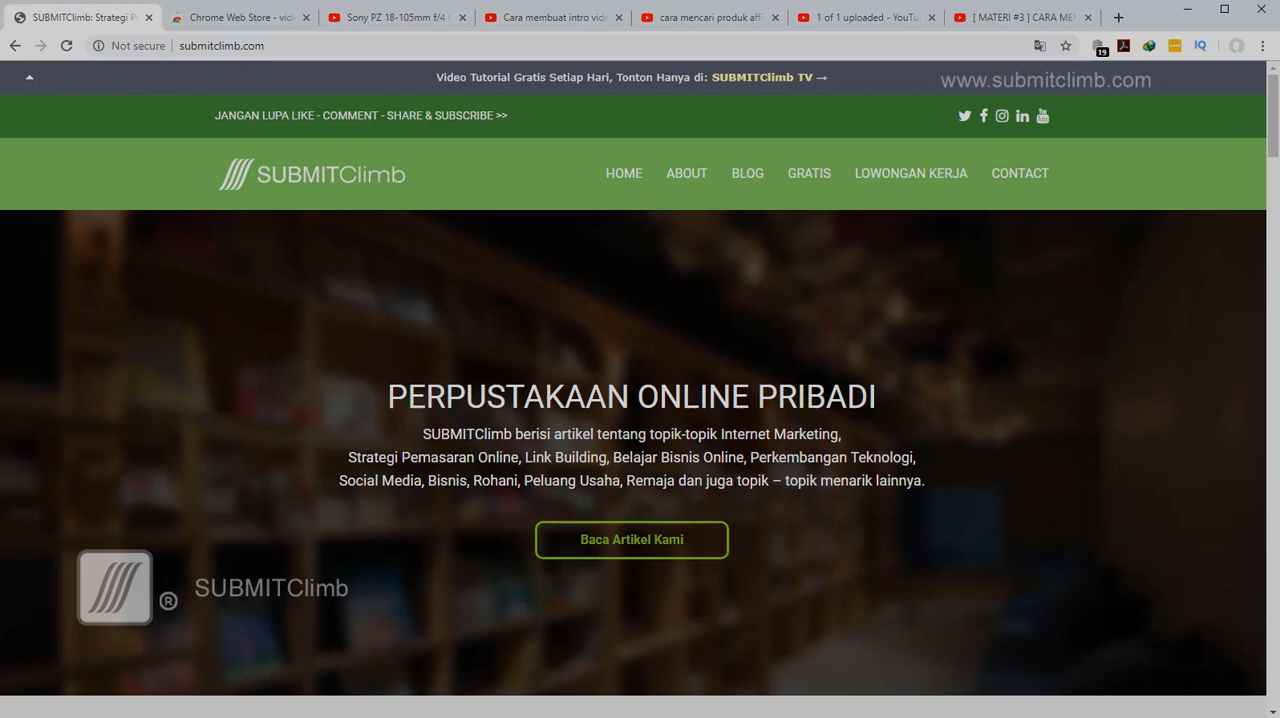 SUBMITClimb: Strategi P
Chrome Web Store - vid
Sony PZ 18-105mm f/4
Cara membuat intro vide
cara mencari produk aff
1 of 1 uploaded - YouTu
[ MATERI #3 ] CARA ME
Not secure
submitclimb.com
19
IQ
Video Tutorial Gratis Setiap Hari, Tonton Hanya di: SUBMITClimb TV →
www.submitclimb.com
JANGAN LUPA LIKE - COMMENT - SHARE & SUBSCRIBE >>
SUBMITClimb
HOME ABOUT BLOG GRATIS LOWONGAN KERJA CONTACT
PERPUSTAKAAN ONLINE PRIBADI
SUBMITClimb berisi artikel tentang topik-topik Internet Marketing,
Strategi Pemasaran Online, Link Building, Belajar Bisnis Online, Perkembangan Teknologi,
Social Media, Bisnis, Rohani, Peluang Usaha, Remaja dan juga topik – topik menarik lainnya.
Baca Artikel Kami
® SUBMITClimb